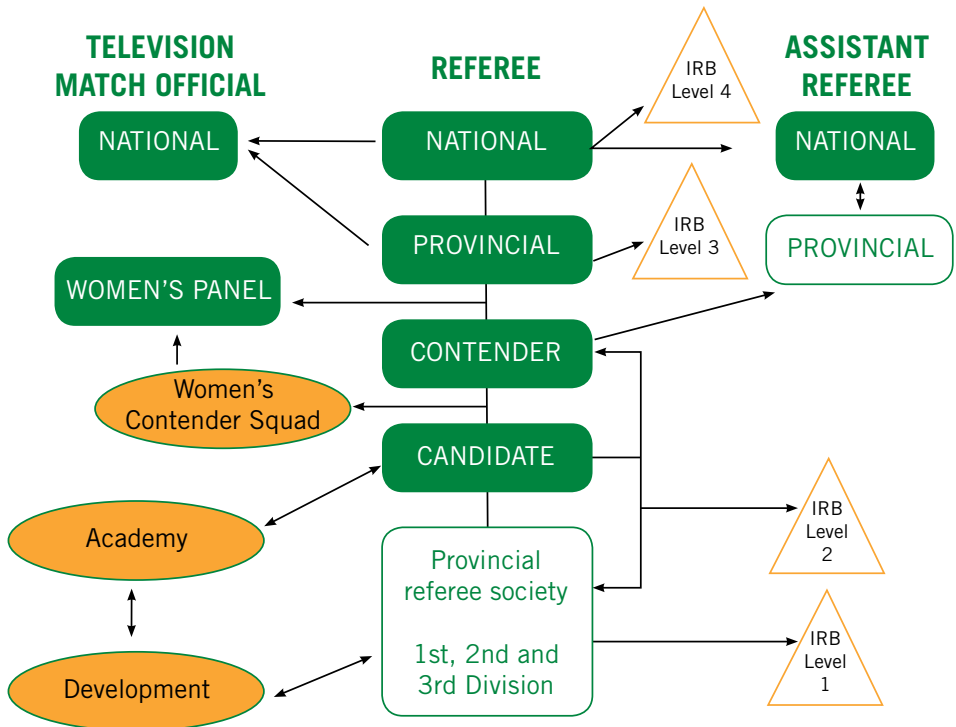 TELEVISION
MATCH OFFICIAL
REFEREE
ASSISTANT
REFEREE
IRB
Level 4
NATIONAL
NATIONAL
NATIONAL
PROVINCIAL
IRB
Level 3
PROVINCIAL
WOMEN'S PANEL
CONTENDER
Women's
Contender Squad
CANDIDATE
Academy
IRB
Level
2
Provincial
referee society
1st, 2nd and
3rd Division
IRB
Level
1
Development